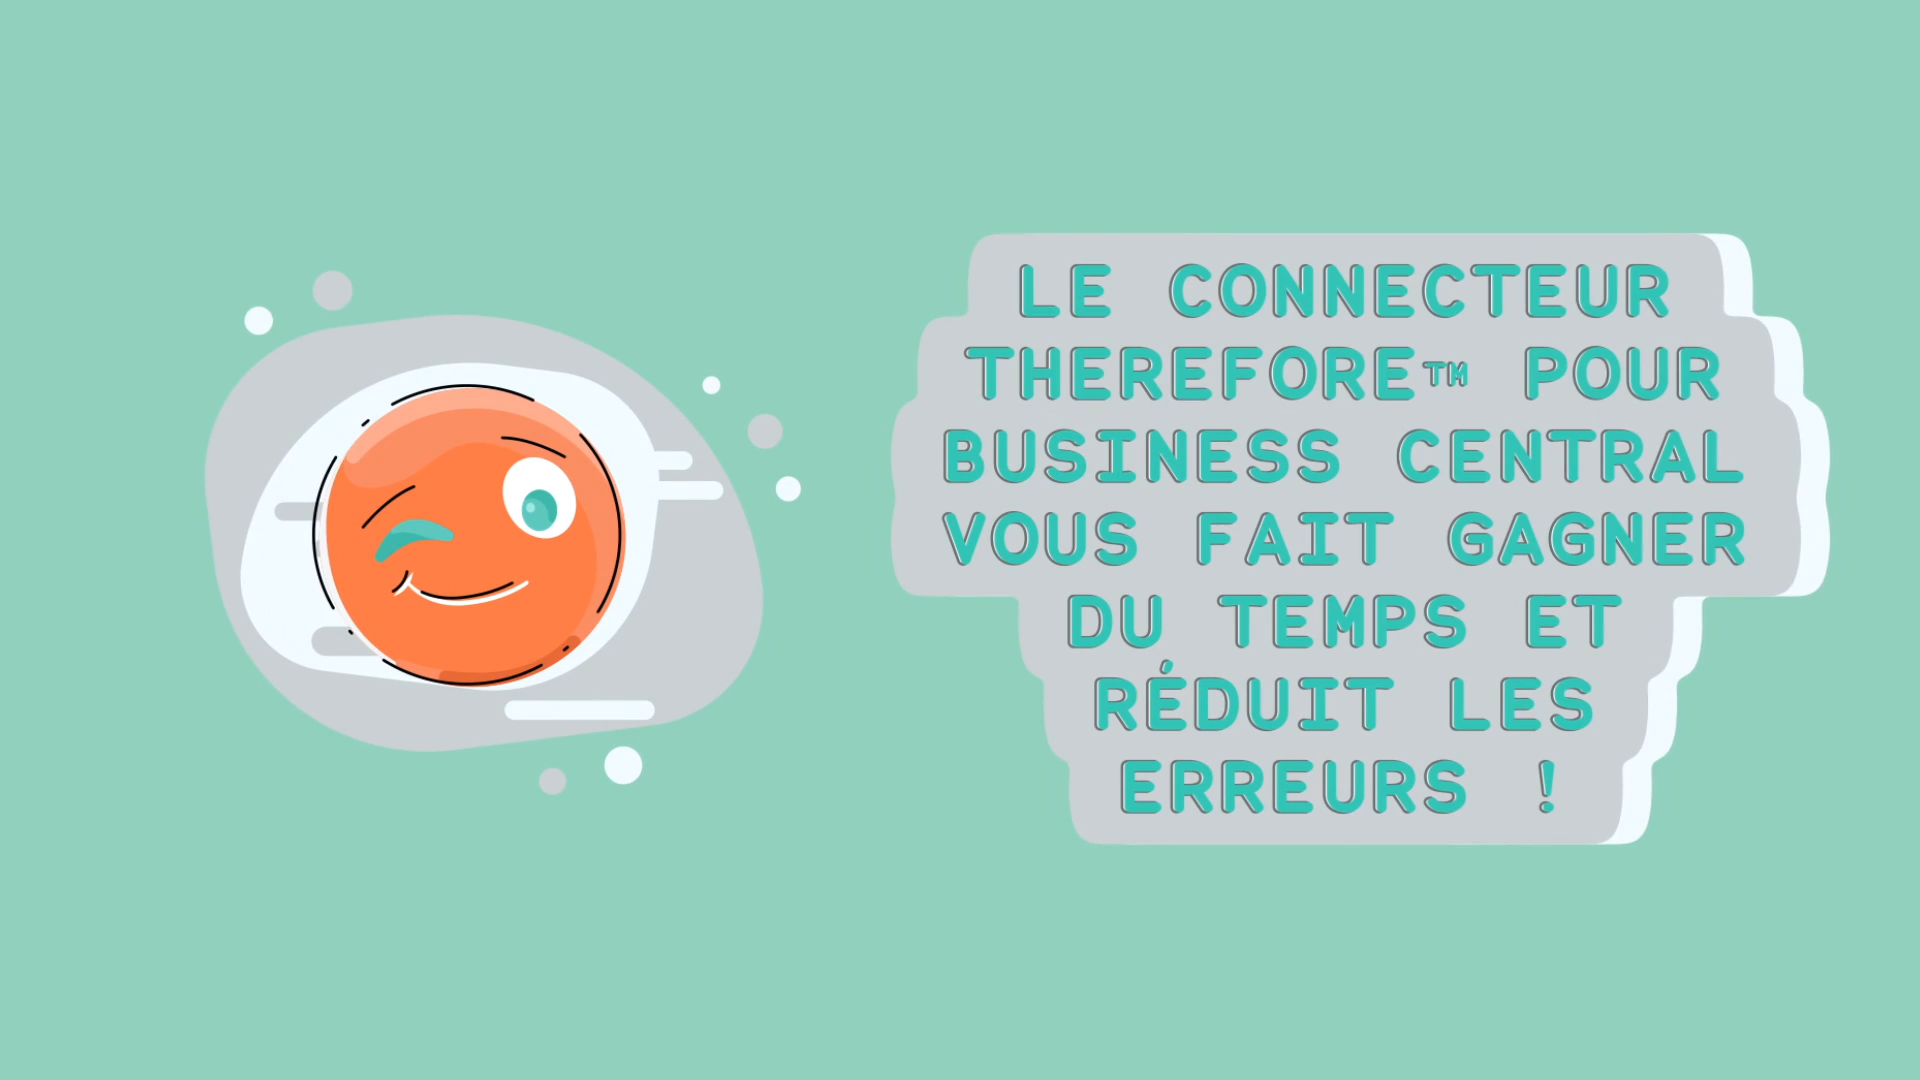 LE CONNECTEUR
THEREFORE™ POUR
BUSINESS CENTRAL
VOUS FAIT GAGNER
DU TEMPS ET
RÉDUIT LES
ERREURS !